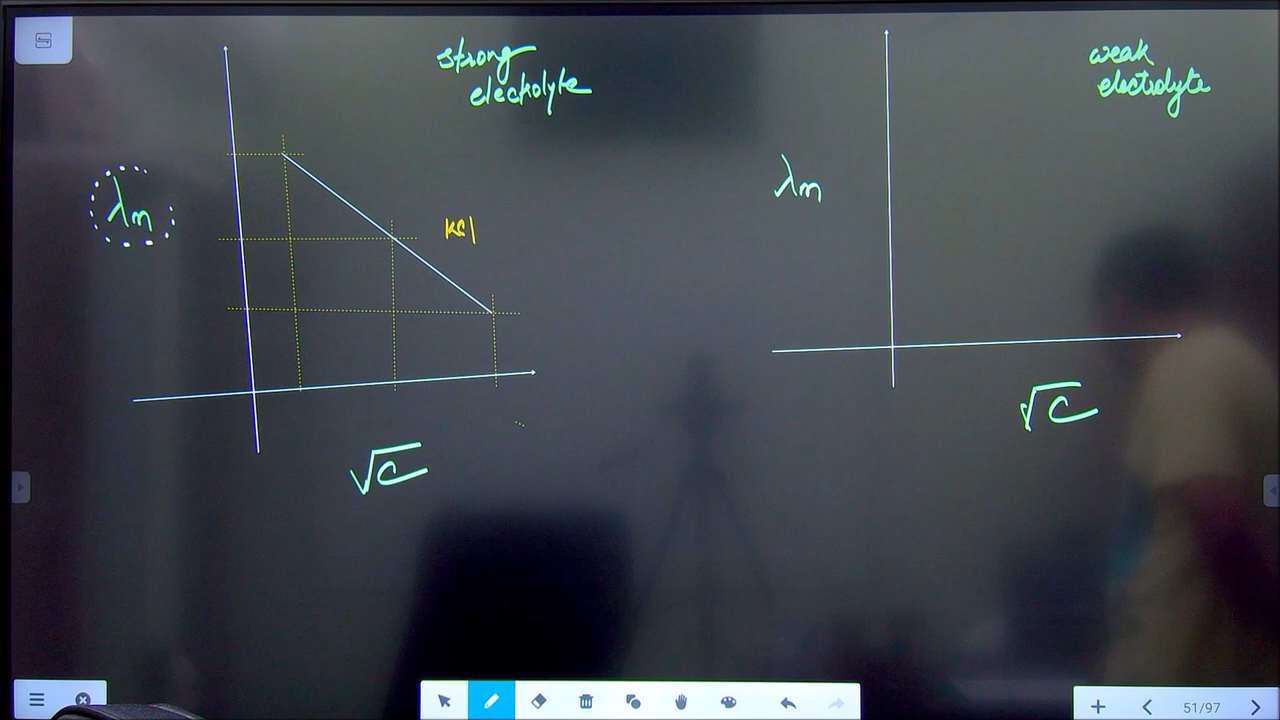 strong
electrolyte
λm
KCl
√C
weak
electrolyte
λm
√C
51/97